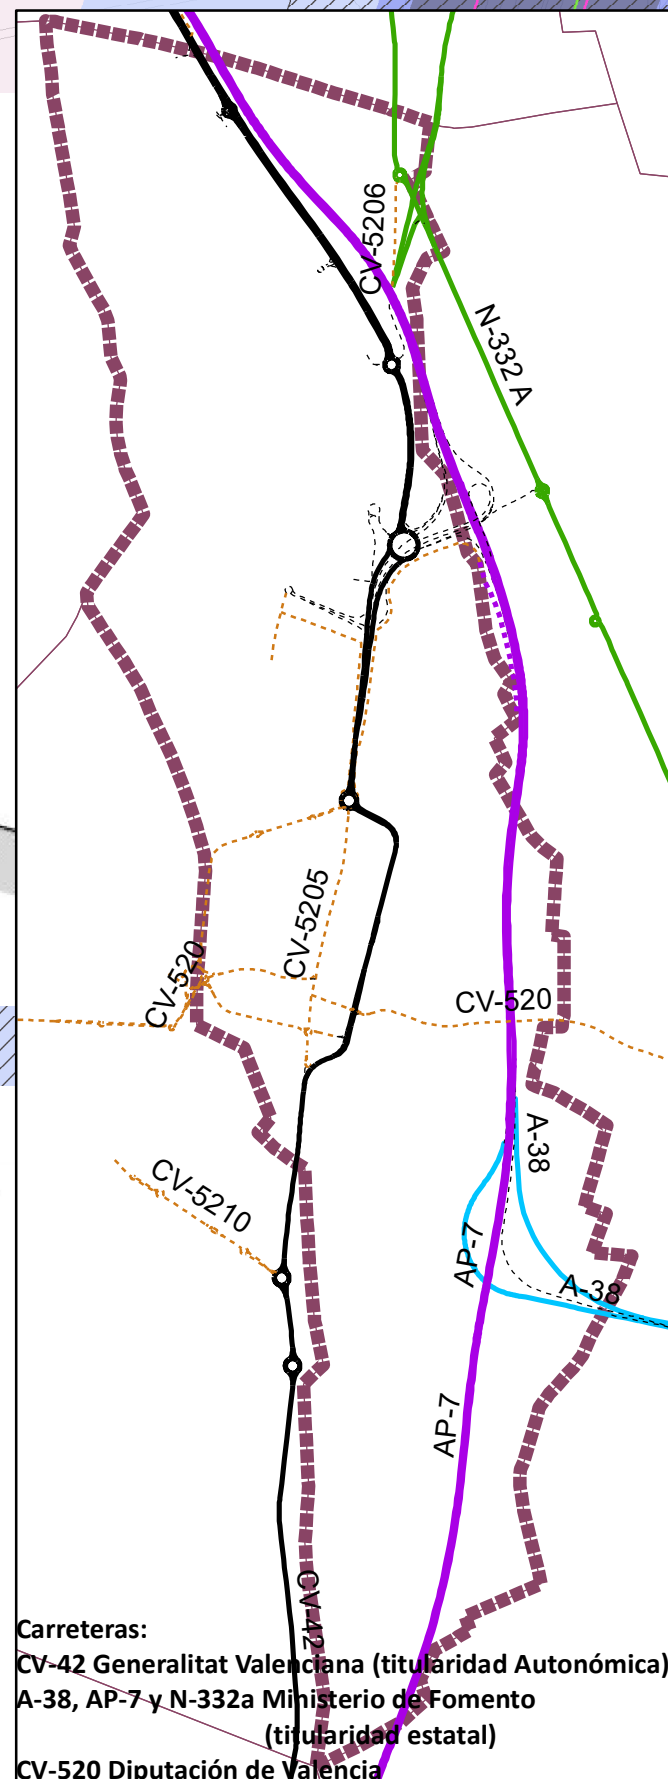 CV-5206
N-332 A
CV-5205
CV-520
CV-520
A-38
CV-5210
AP-7
A-38
AP-7
CV-42
Carreteras:
CV-42 Generalitat Valenciana (titularidad Autonómica)
A-38, AP-7 y N-332a Ministerio de Fomento
(titularidad estatal)
CV-520 Diputación de Valencia